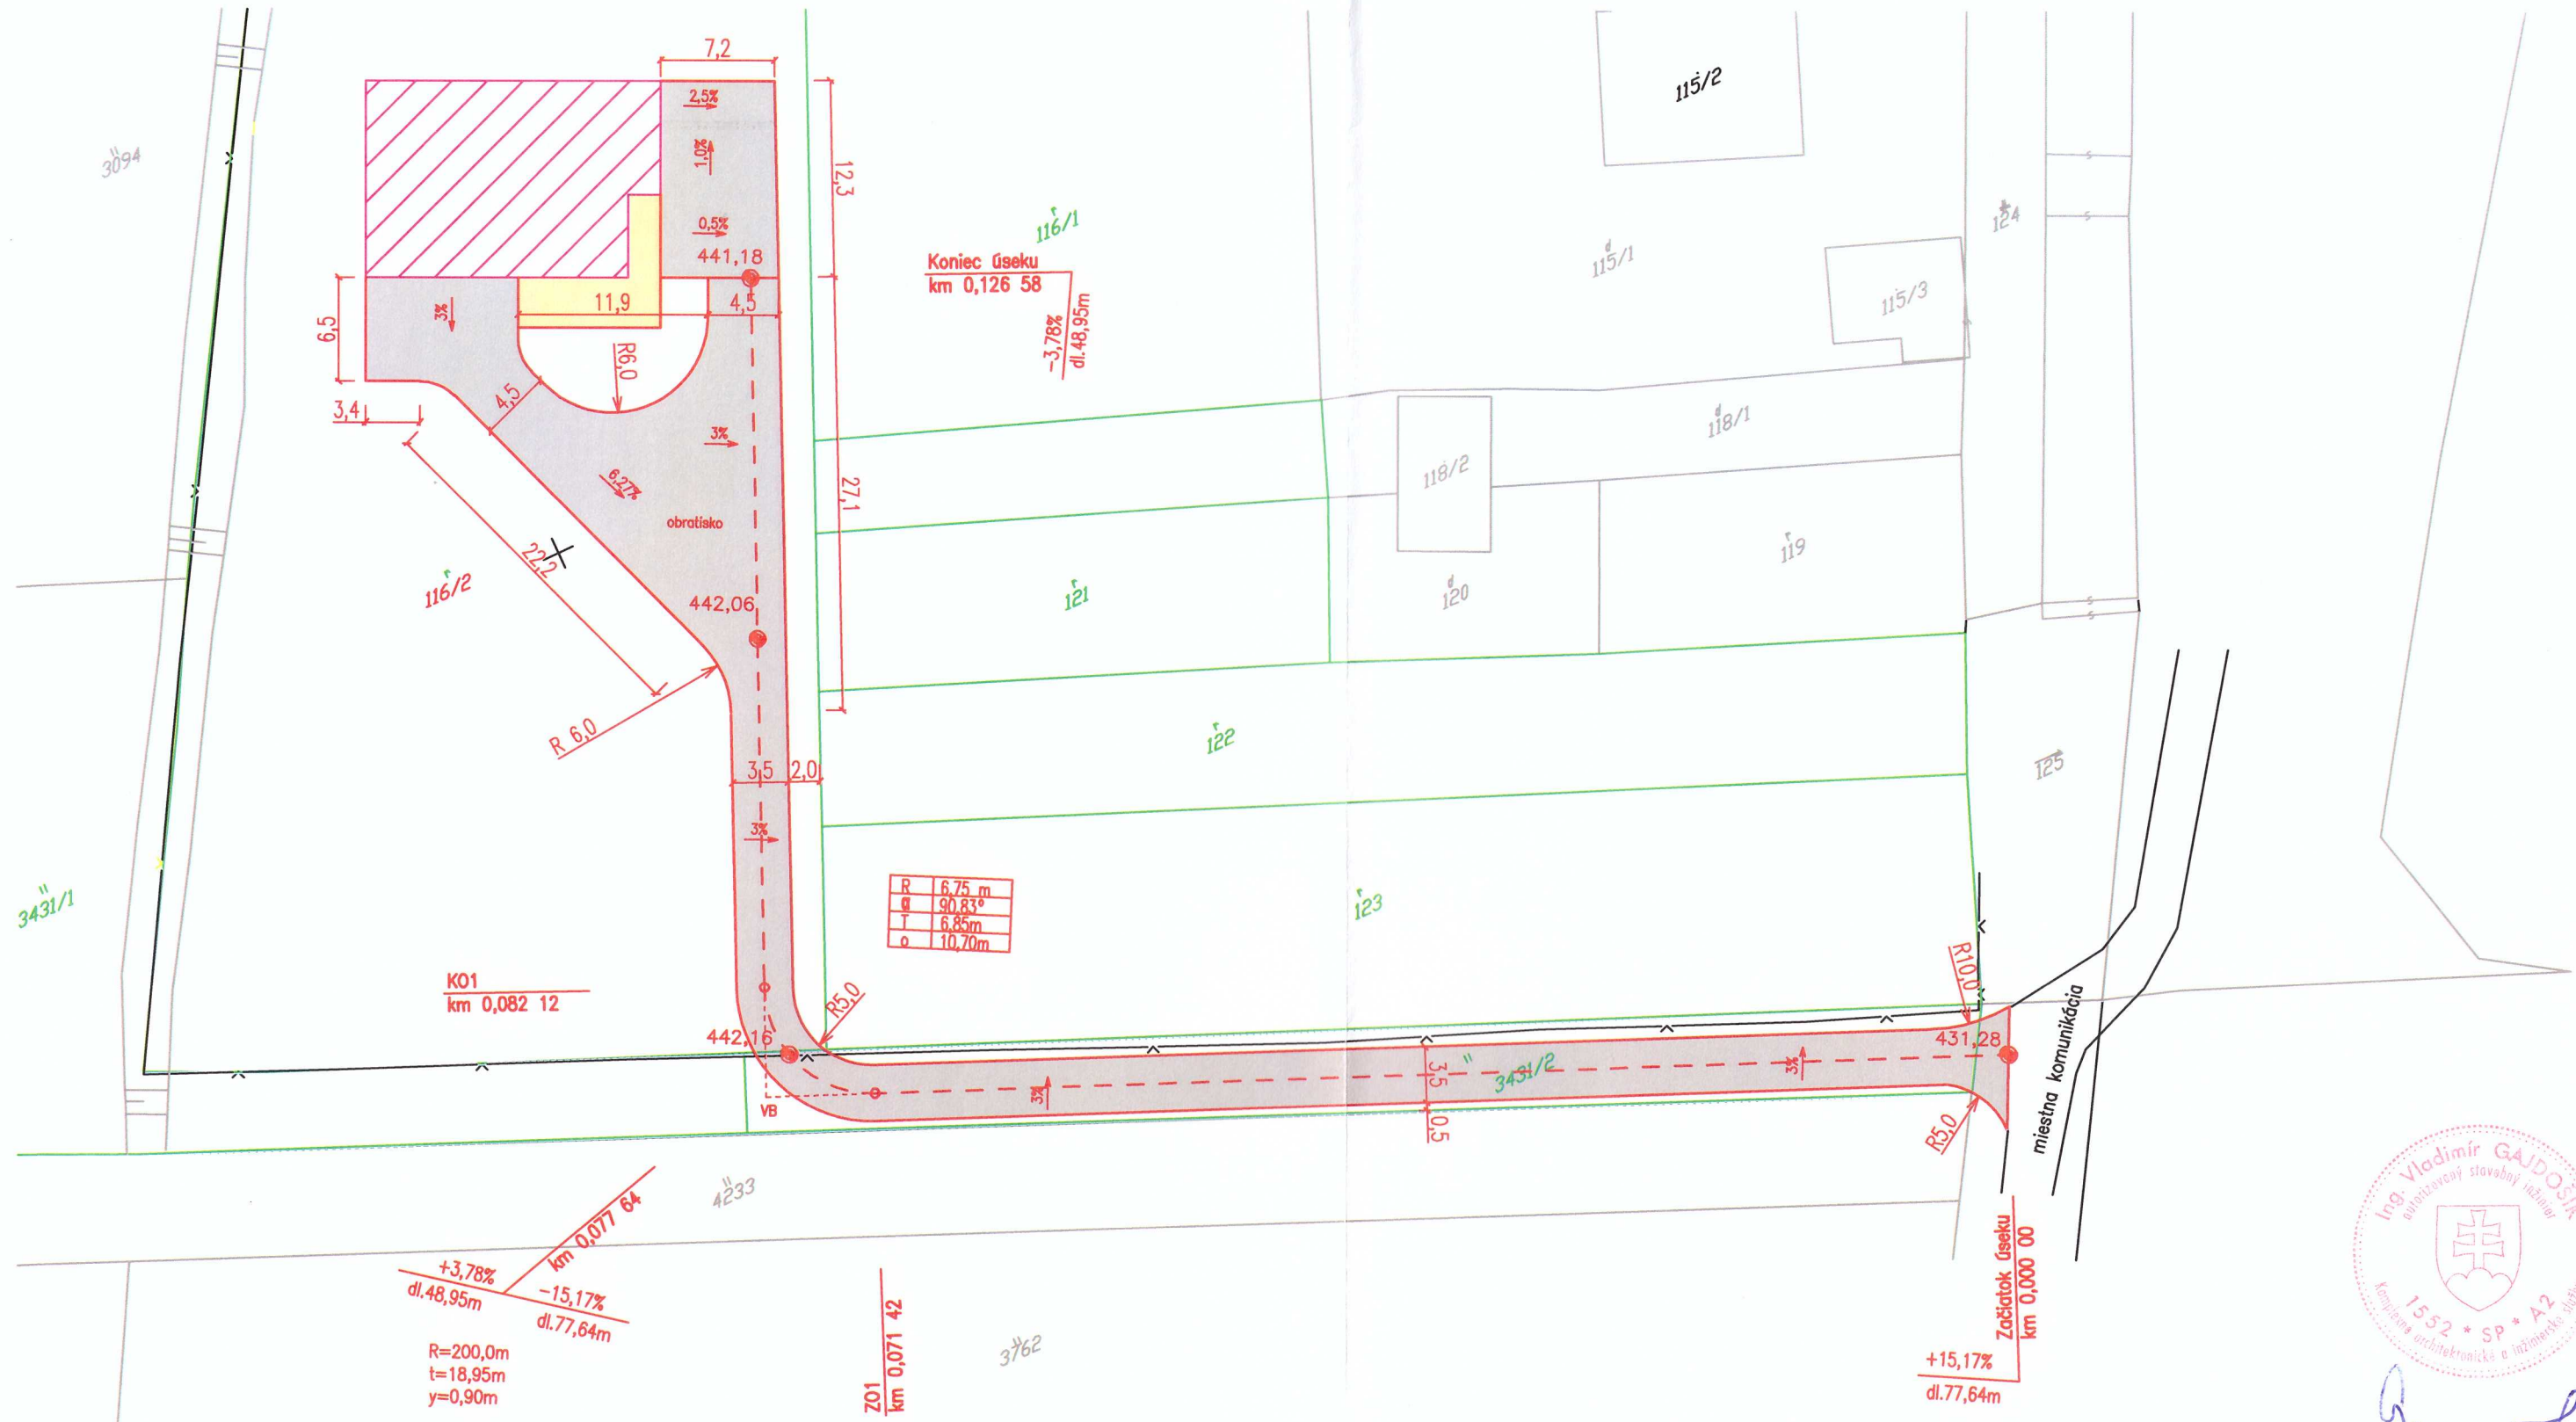 7,2
2,5%
1,0%
0,5%
441,18
12,3
11,9
4,5
3%
6,5
R6,0
4,5
3,4
3%
6,27%
obratisko
22,2
442,06
27,1
R 6,0
3,5
2,0
3%
Koniec úseku
km 0,126 58
-3,78%
dl.48,95m
3094
116/1
115/2
115/1
115/3
124
118/1
118/2
119
120
121
116/2
122
125
123
3431/1
R 6,75 m
α 90,83°
T 6,85m
o 10,70m
KO1
km 0,082 12
R5,0
442,16
VB
3%
3,5
0,5
3431/2
3%
R10,0
431,28
R5,0
miestna komunikácia
4233
3762
km 0,077 64
+3,78%
dl.48,95m
-15,17%
dl.77,64m
R=200,0m
t=18,95m
y=0,90m
ZO1
km 0,071 42
Začiatok úseku
km 0,000 00
+15,17%
dl.77,64m
Ing. Vladimír GAJDOŠÍK
autorizovaný stavebný inžinier
1552 * SP * A2
Komplexné architektonické a inžinierske